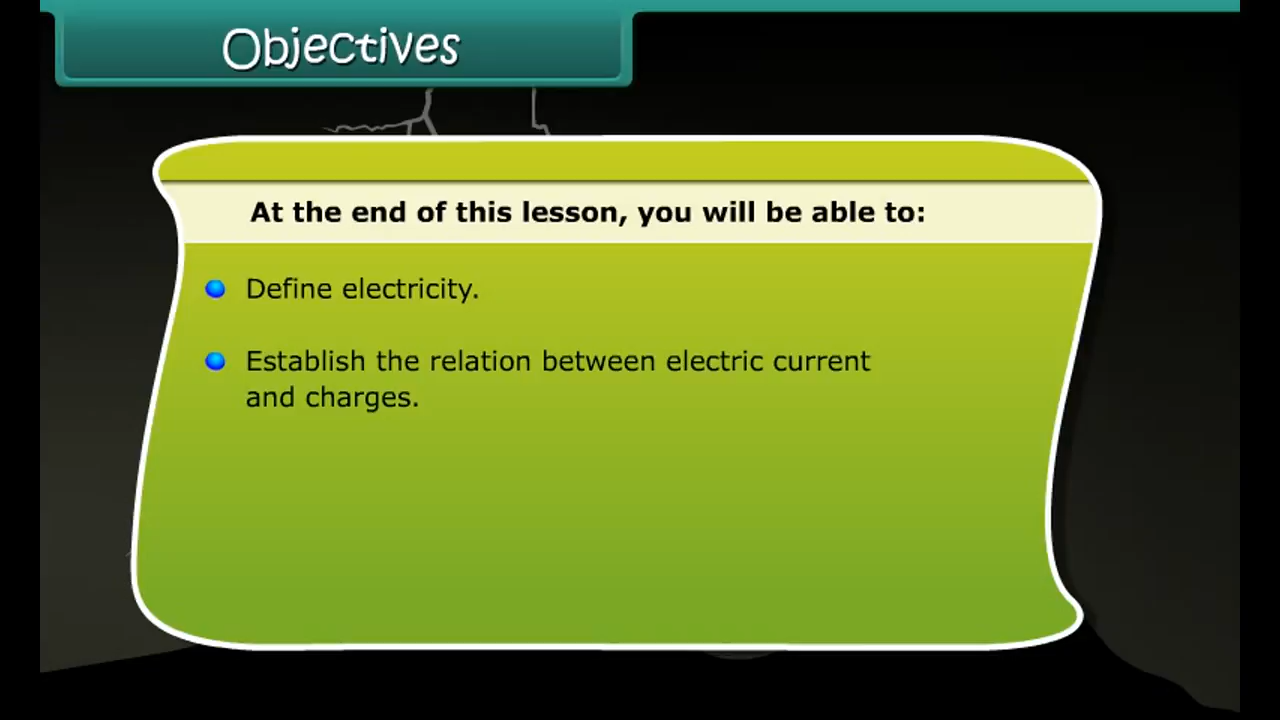 Objectives
At the end of this lesson, you will be able to:
Define electricity.
Establish the relation between electric current
and charges.